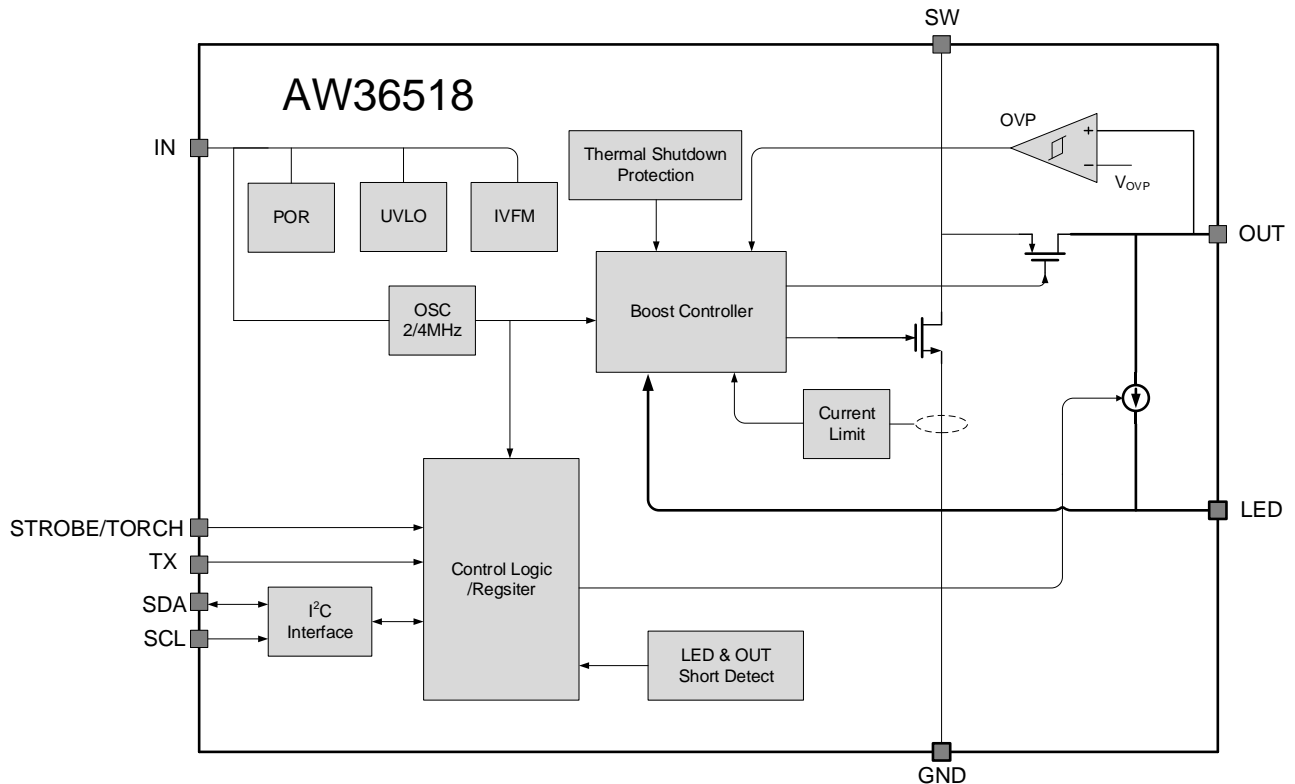 SW
AW36518
OVP
+
−
V_OVP
IN
Thermal Shutdown
Protection
POR
UVLO
IVFM
OUT
OSC
2/4MHz
Boost Controller
Current
Limit
LED
STROBE/TORCH
TX
SDA
SCL
I²C
Interface
Control Logic
/Regsiter
LED & OUT
Short Detect
GND